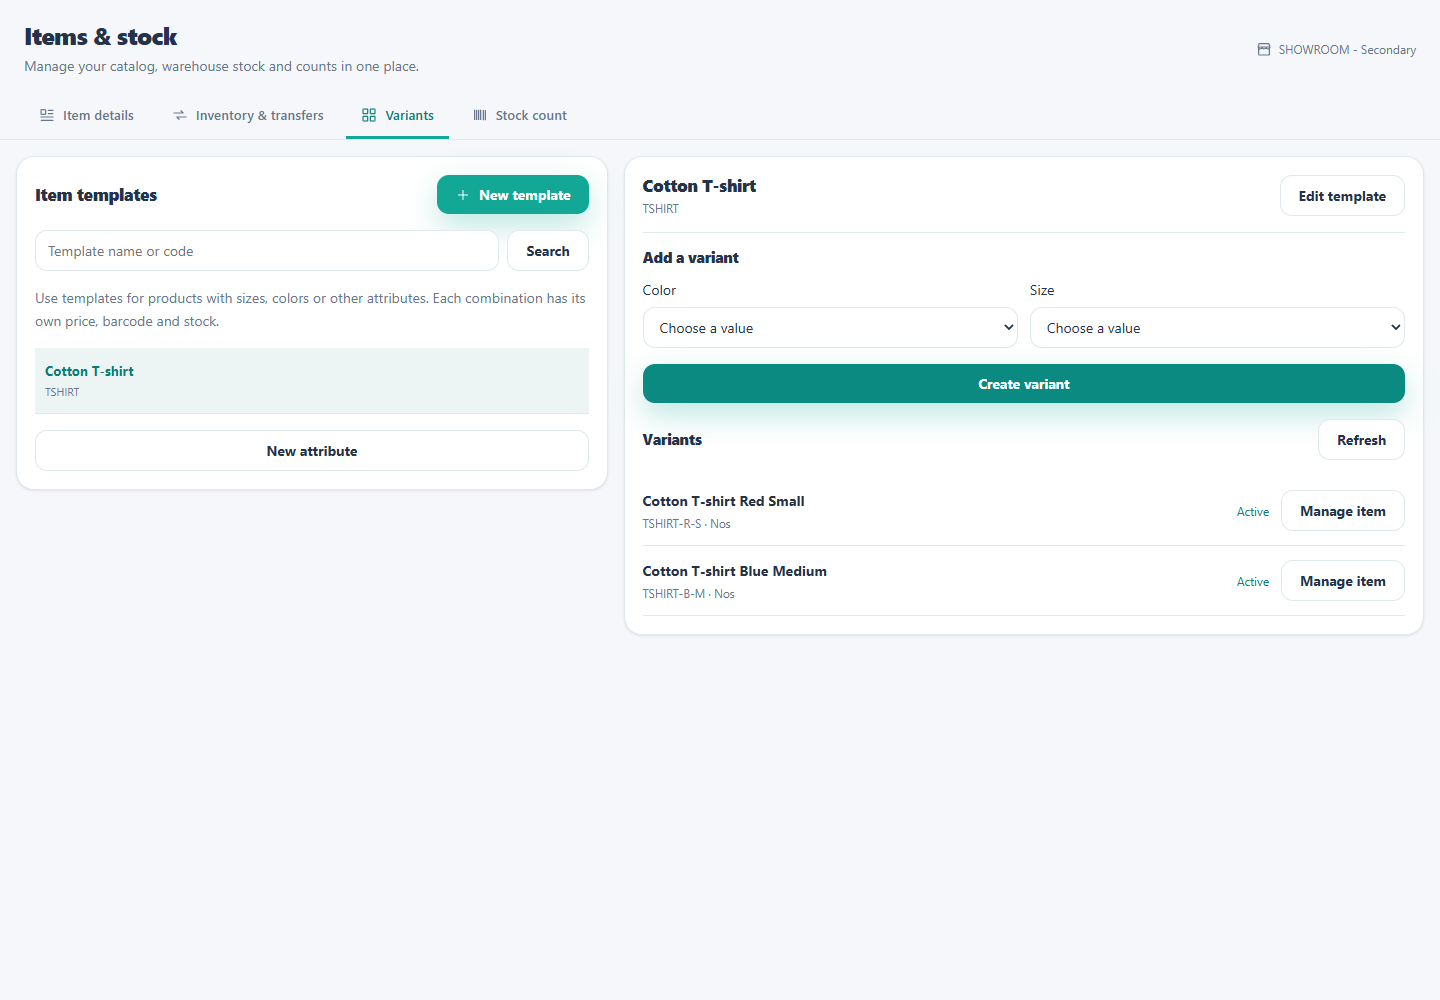 Items & stock
Manage your catalog, warehouse stock and counts in one place.
SHOWROOM - Secondary
Item details
Inventory & transfers
Variants
Stock count
Item templates
New template
Template name or code
Search
Use templates for products with sizes, colors or other attributes. Each combination has its
own price, barcode and stock.
Cotton T-shirt
TSHIRT
New attribute
Cotton T-shirt
TSHIRT
Edit template
Add a variant
Color
Size
Choose a value
Choose a value
Create variant
Variants
Refresh
Cotton T-shirt Red Small
TSHIRT-R-S · Nos
Active
Manage item
Cotton T-shirt Blue Medium
TSHIRT-B-M · Nos
Active
Manage item